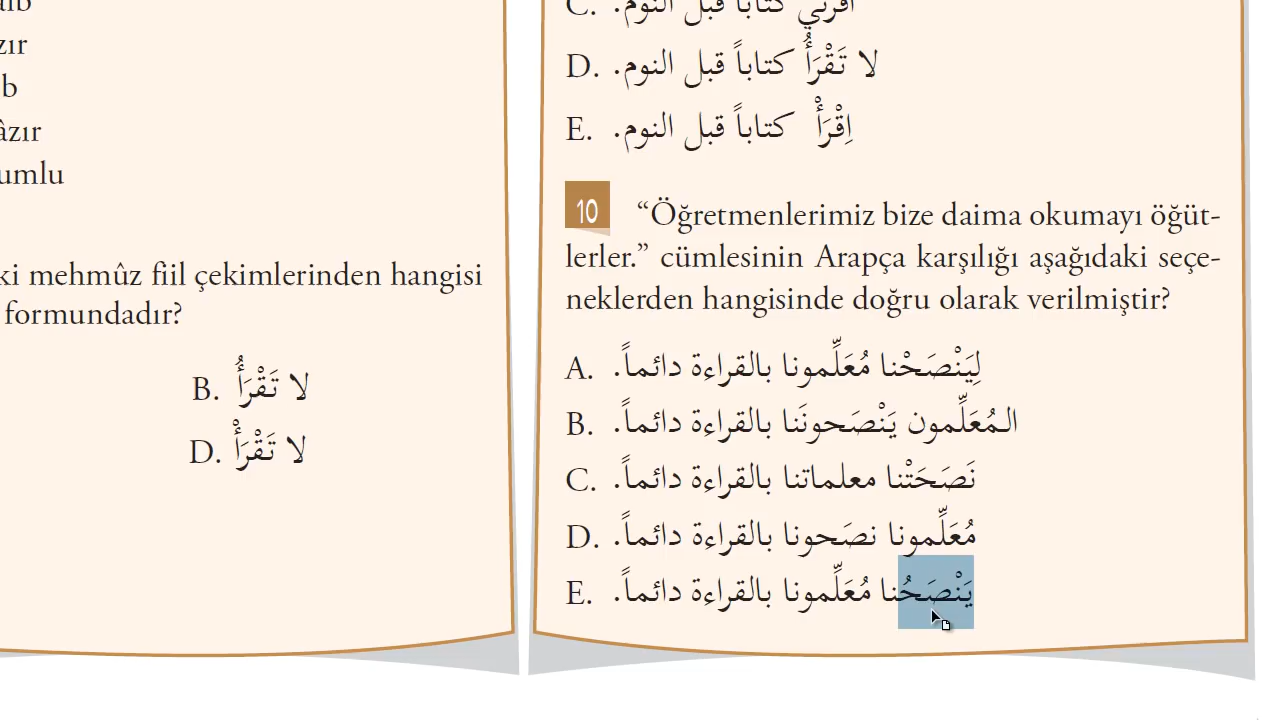 zır
b
âzır
umlu
ki mehmûz fiil çekimlerinden hangisi
formundadır?
B. لا تَقْرَأُ
D. لا تَقْرَأْ
D. لا تَقْرَأُ كتاباً قبل النوم.
E. اِقْرَأْ كتاباً قبل النوم.
10 “Öğretmenlerimiz bize daima okumayı öğüt-
lerler.” cümlesinin Arapça karşılığı aşağıdaki seçe-
neklerden hangisinde doğru olarak verilmiştir?
A. لِيَنْصَحْنا مُعَلِّمونا بالقراءة دائماً.
B. الـمُعَلِّمون يَنْصَحونَنا بالقراءة دائماً.
C. نَصَحَتْنا معلماتنا بالقراءة دائماً.
D. مُعَلِّمونا نصَحونا بالقراءة دائماً.
E. يَنْصَحُنا مُعَلِّمونا بالقراءة دائماً.